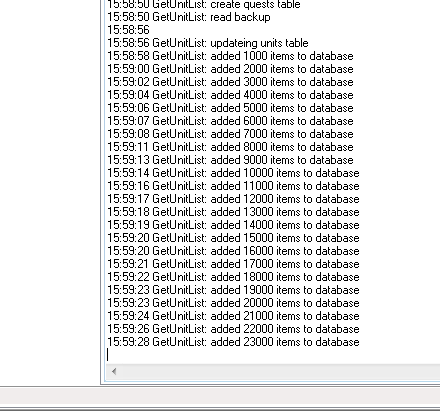 15:58:50 GetUnitList: create quests table
15:58:50 GetUnitList: read backup
15:58:56
15:58:56 GetUnitList: updateing units table
15:58:58 GetUnitList: added 1000 items to database
15:59:00 GetUnitList: added 2000 items to database
15:59:02 GetUnitList: added 3000 items to database
15:59:04 GetUnitList: added 4000 items to database
15:59:06 GetUnitList: added 5000 items to database
15:59:07 GetUnitList: added 6000 items to database
15:59:08 GetUnitList: added 7000 items to database
15:59:11 GetUnitList: added 8000 items to database
15:59:13 GetUnitList: added 9000 items to database
15:59:14 GetUnitList: added 10000 items to database
15:59:16 GetUnitList: added 11000 items to database
15:59:17 GetUnitList: added 12000 items to database
15:59:18 GetUnitList: added 13000 items to database
15:59:19 GetUnitList: added 14000 items to database
15:59:20 GetUnitList: added 15000 items to database
15:59:20 GetUnitList: added 16000 items to database
15:59:21 GetUnitList: added 17000 items to database
15:59:22 GetUnitList: added 18000 items to database
15:59:23 GetUnitList: added 19000 items to database
15:59:23 GetUnitList: added 20000 items to database
15:59:24 GetUnitList: added 21000 items to database
15:59:26 GetUnitList: added 22000 items to database
15:59:28 GetUnitList: added 23000 items to database